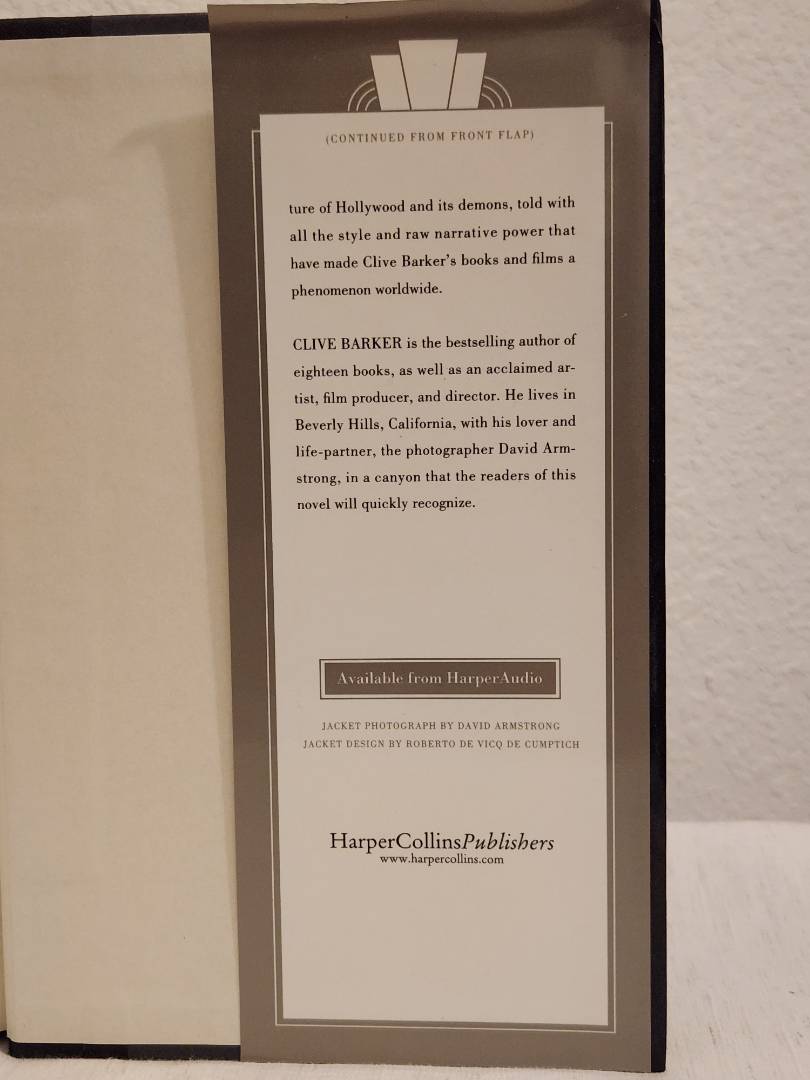 (CONTINUED FROM FRONT FLAP)
ture of Hollywood and its demons, told with
all the style and raw narrative power that
have made Clive Barker's books and films a
phenomenon worldwide.
CLIVE BARKER is the bestselling author of
eighteen books, as well as an acclaimed ar-
tist, film producer, and director. He lives in
Beverly Hills, California, with his lover and
life-partner, the photographer David Arm-
strong, in a canyon that the readers of this
novel will quickly recognize.
Available from HarperAudio
JACKET PHOTOGRAPH BY DAVID ARMSTRONG
JACKET DESIGN BY ROBERTO DE VICQ DE CUMPTICH
HarperCollinsPublishers
www.harpercollins.com